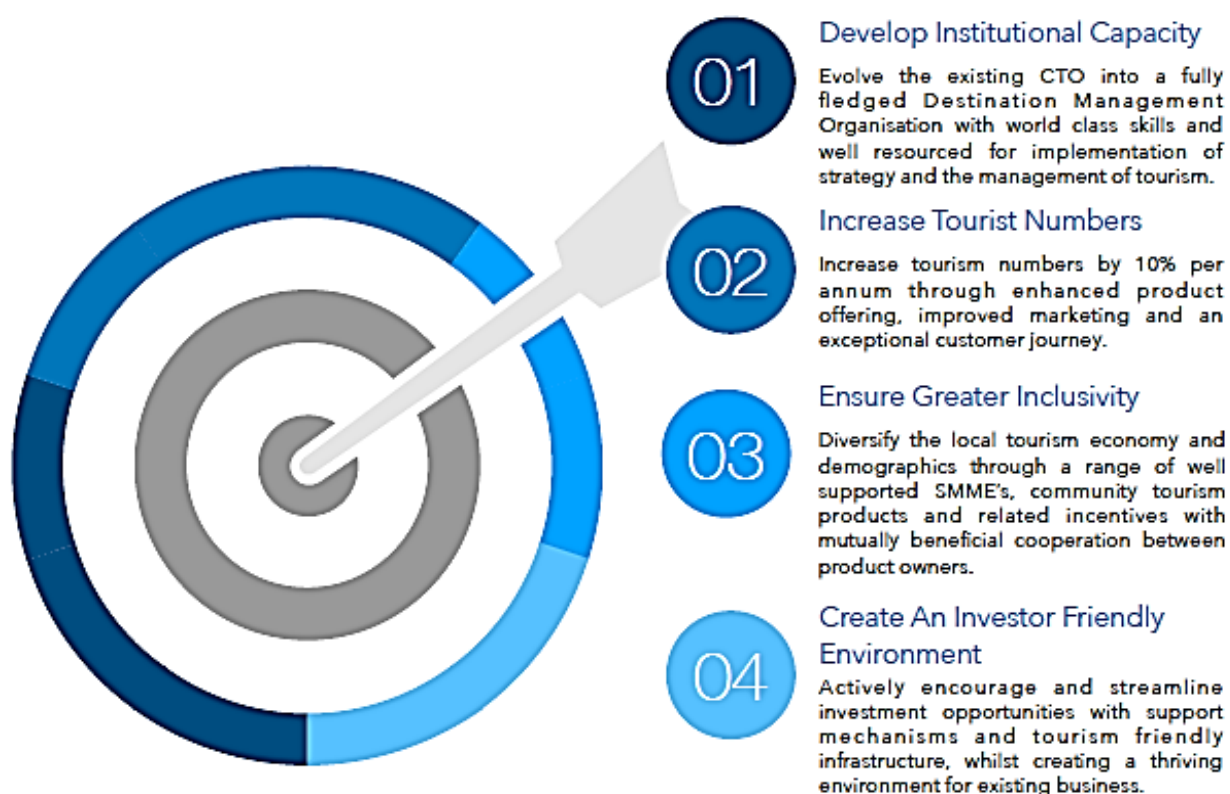 01
Develop Institutional Capacity
Evolve the existing CTO into a fully
fledged Destination Management
Organisation with world class skills and
well resourced for implementation of
strategy and the management of tourism.
02
Increase Tourist Numbers
Increase tourism numbers by 10% per
annum through enhanced product
offering, improved marketing and an
exceptional customer journey.
03
Ensure Greater Inclusivity
Diversify the local tourism economy and
demographics through a range of well
supported SMME's, community tourism
products and related incentives with
mutually beneficial cooperation between
product owners.
04
Create An Investor Friendly
Environment
Actively encourage and streamline
investment opportunities with support
mechanisms and tourism friendly
infrastructure, whilst creating a thriving
environment for existing business.